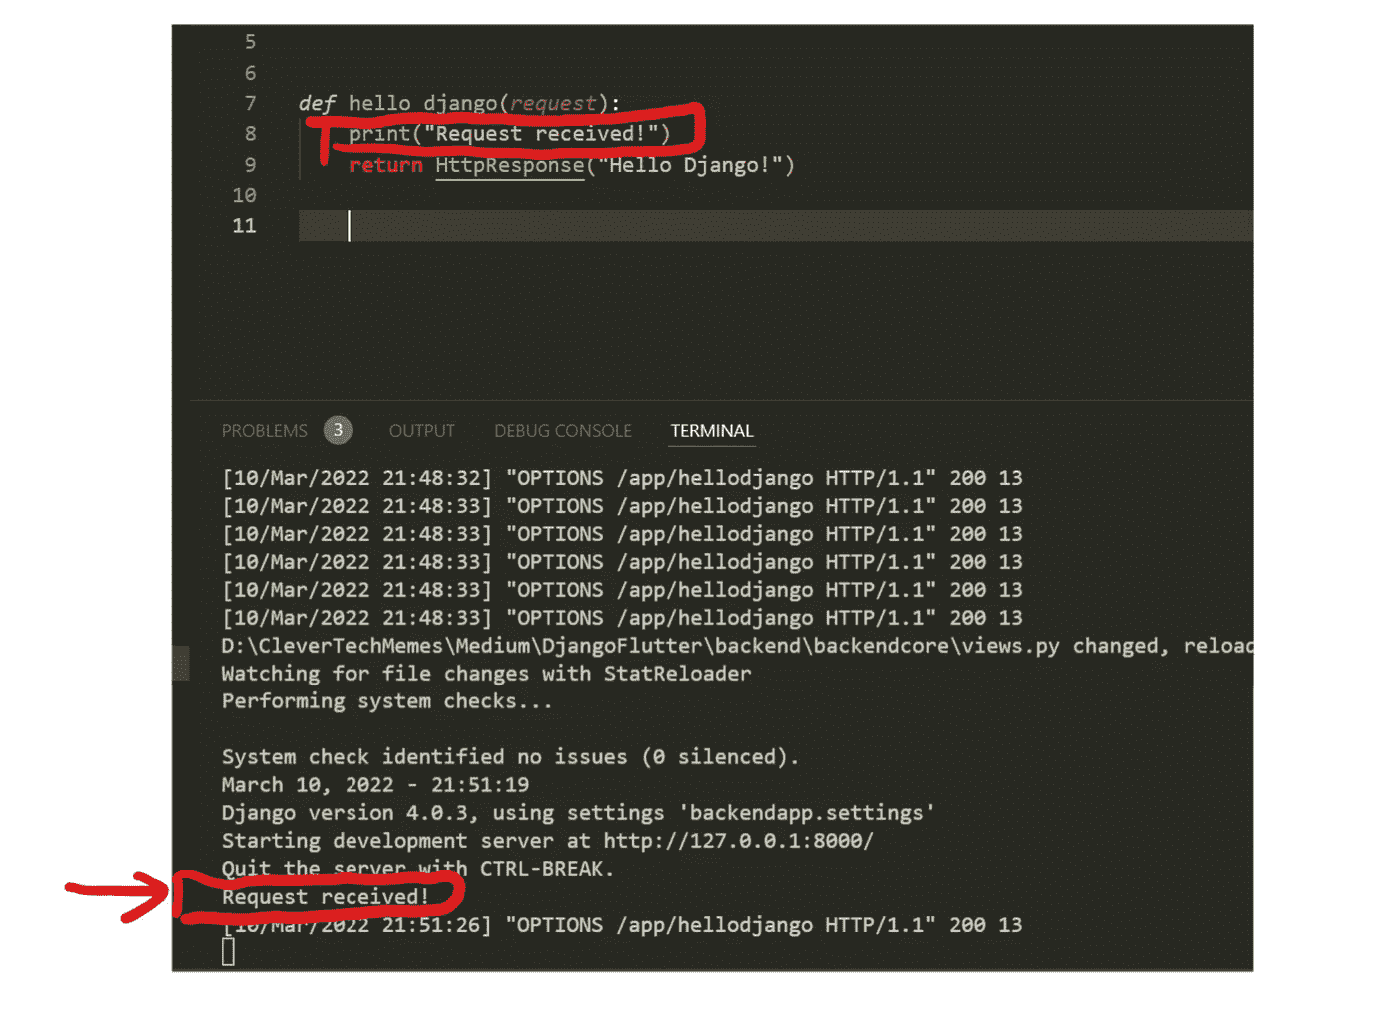 5
6
7 def hello_django(request):
8 print("Request received!")
9 return HttpResponse("Hello Django!")
10
11
PROBLEMS 3 OUTPUT DEBUG CONSOLE TERMINAL
[10/Mar/2022 21:48:32] "OPTIONS /app/hellodjango HTTP/1.1" 200 13
[10/Mar/2022 21:48:33] "OPTIONS /app/hellodjango HTTP/1.1" 200 13
[10/Mar/2022 21:48:33] "OPTIONS /app/hellodjango HTTP/1.1" 200 13
[10/Mar/2022 21:48:33] "OPTIONS /app/hellodjango HTTP/1.1" 200 13
[10/Mar/2022 21:48:33] "OPTIONS /app/hellodjango HTTP/1.1" 200 13
[10/Mar/2022 21:48:33] "OPTIONS /app/hellodjango HTTP/1.1" 200 13
D:\CleverTechMemes\Medium\DjangoFlutter\backend\backendcore\views.py changed, reload
Watching for file changes with StatReloader
Performing system checks...
System check identified no issues (0 silenced).
March 10, 2022 - 21:51:19
Django version 4.0.3, using settings 'backendapp.settings'
Starting development server at http://127.0.0.1:8000/
Quit the server with CTRL-BREAK.
Request received!
[10/Mar/2022 21:51:26] "OPTIONS /app/hellodjango HTTP/1.1" 200 13